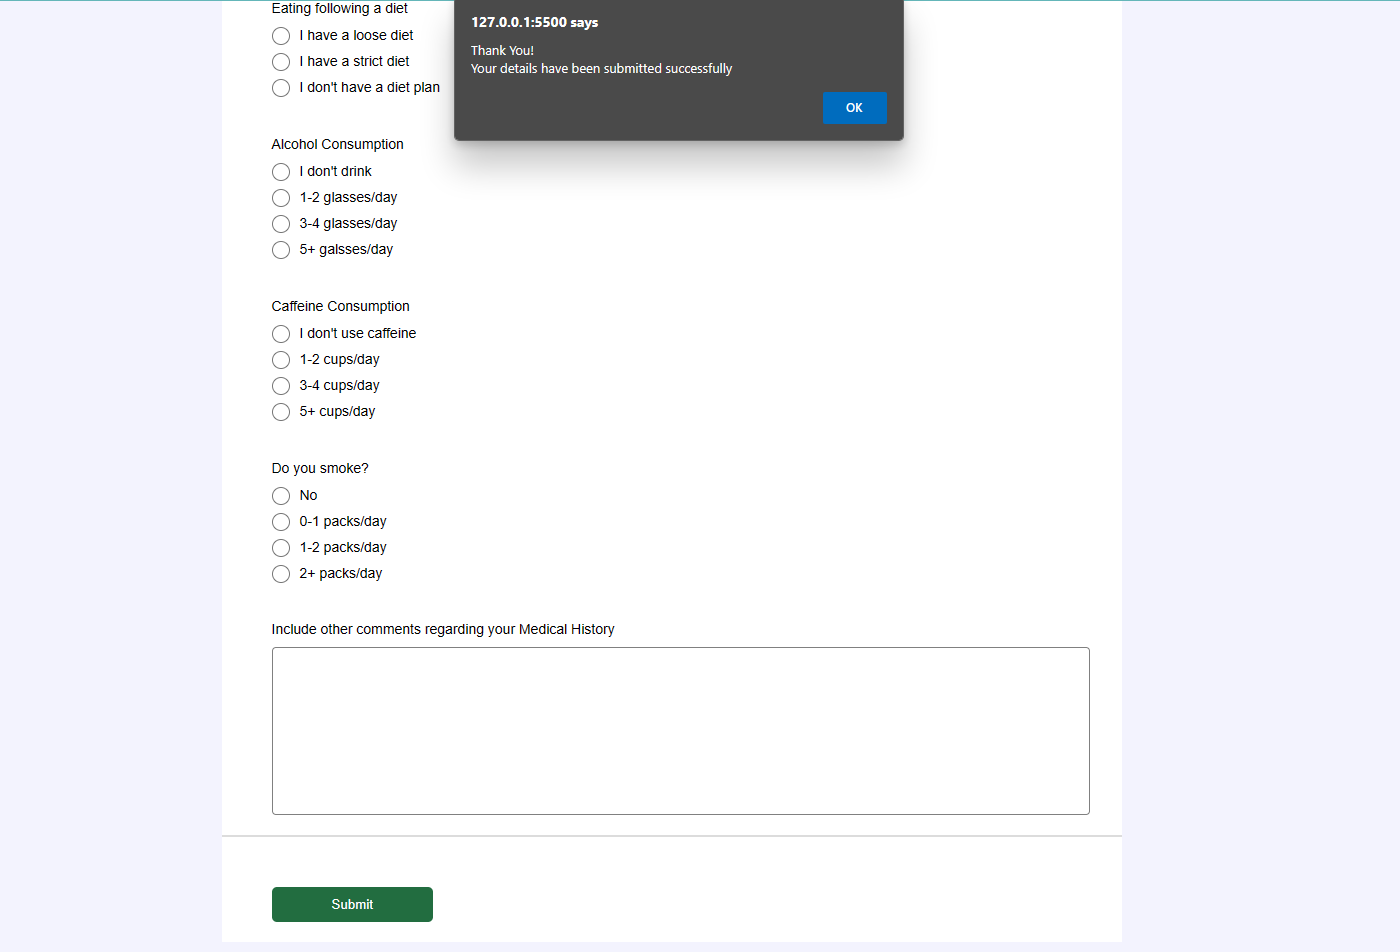 Eating following a diet
I have a loose diet
I have a strict diet
I don't have a diet plan
127.0.0.1:5500 says
Thank You!
Your details have been submitted successfully
OK
Alcohol Consumption
I don't drink
1-2 glasses/day
3-4 glasses/day
5+ galsses/day
Caffeine Consumption
I don't use caffeine
1-2 cups/day
3-4 cups/day
5+ cups/day
Do you smoke?
No
0-1 packs/day
1-2 packs/day
2+ packs/day
Include other comments regarding your Medical History
Submit